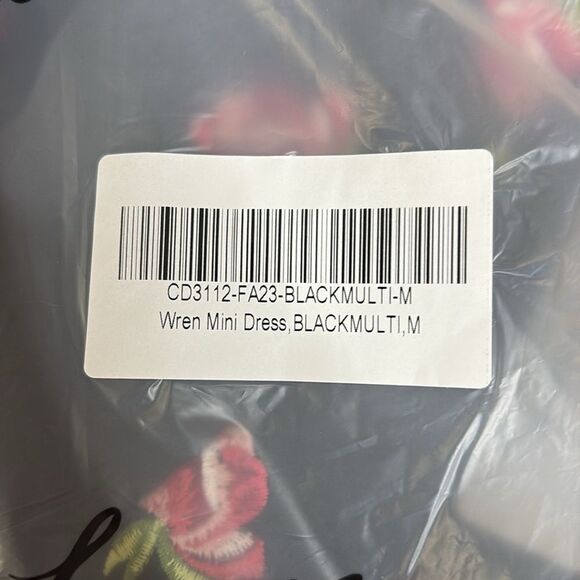 CD3112-FA23-BLACKMULTI-M
Wren Mini Dress,BLACKMULTI,M